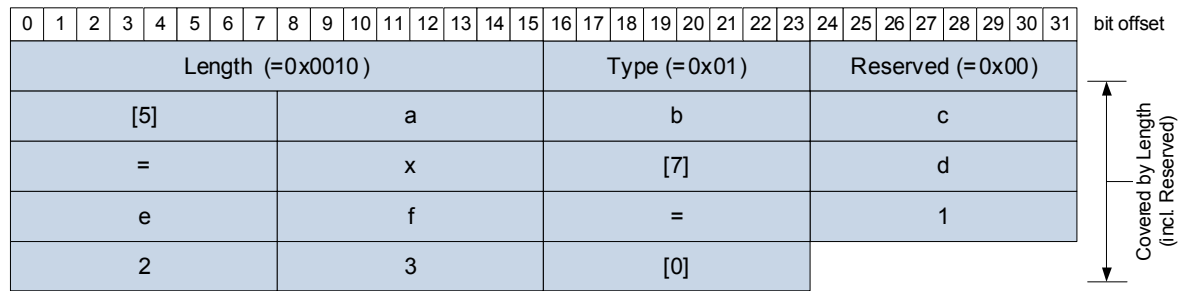 0 1 2 3 4 5 6 7 8 9 10 11 12 13 14 15 16 17 18 19 20 21 22 23 24 25 26 27 28 29 30 31 bit offset
Length (=0x0010) Type (=0x01) Reserved (=0x00)
[5] a b c
= x [7] d
e f = 1
2 3 [0]
Covered by Length
(incl. Reserved)